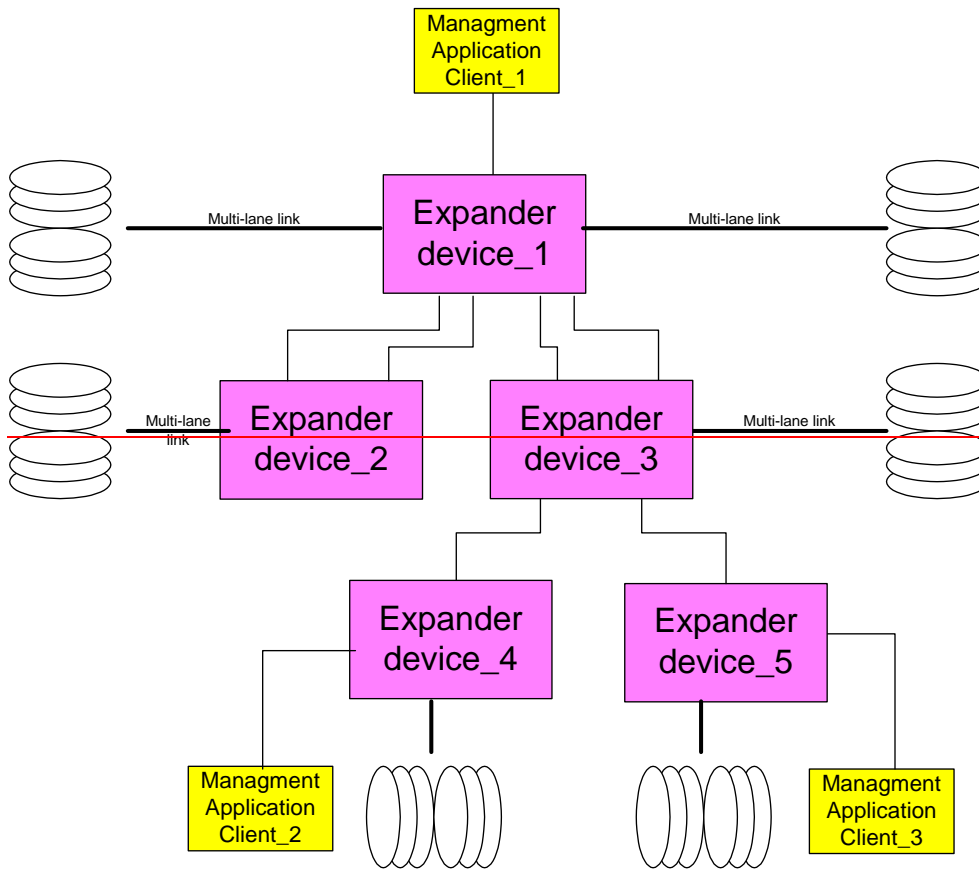 Managment
Application
Client_1
Multi-lane link
Expander
device_1
Multi-lane link
Multi-lane
link
Expander
device_2
Expander
device_3
Multi-lane link
Expander
device_4
Expander
device_5
Managment
Application
Client_2
Managment
Application
Client_3